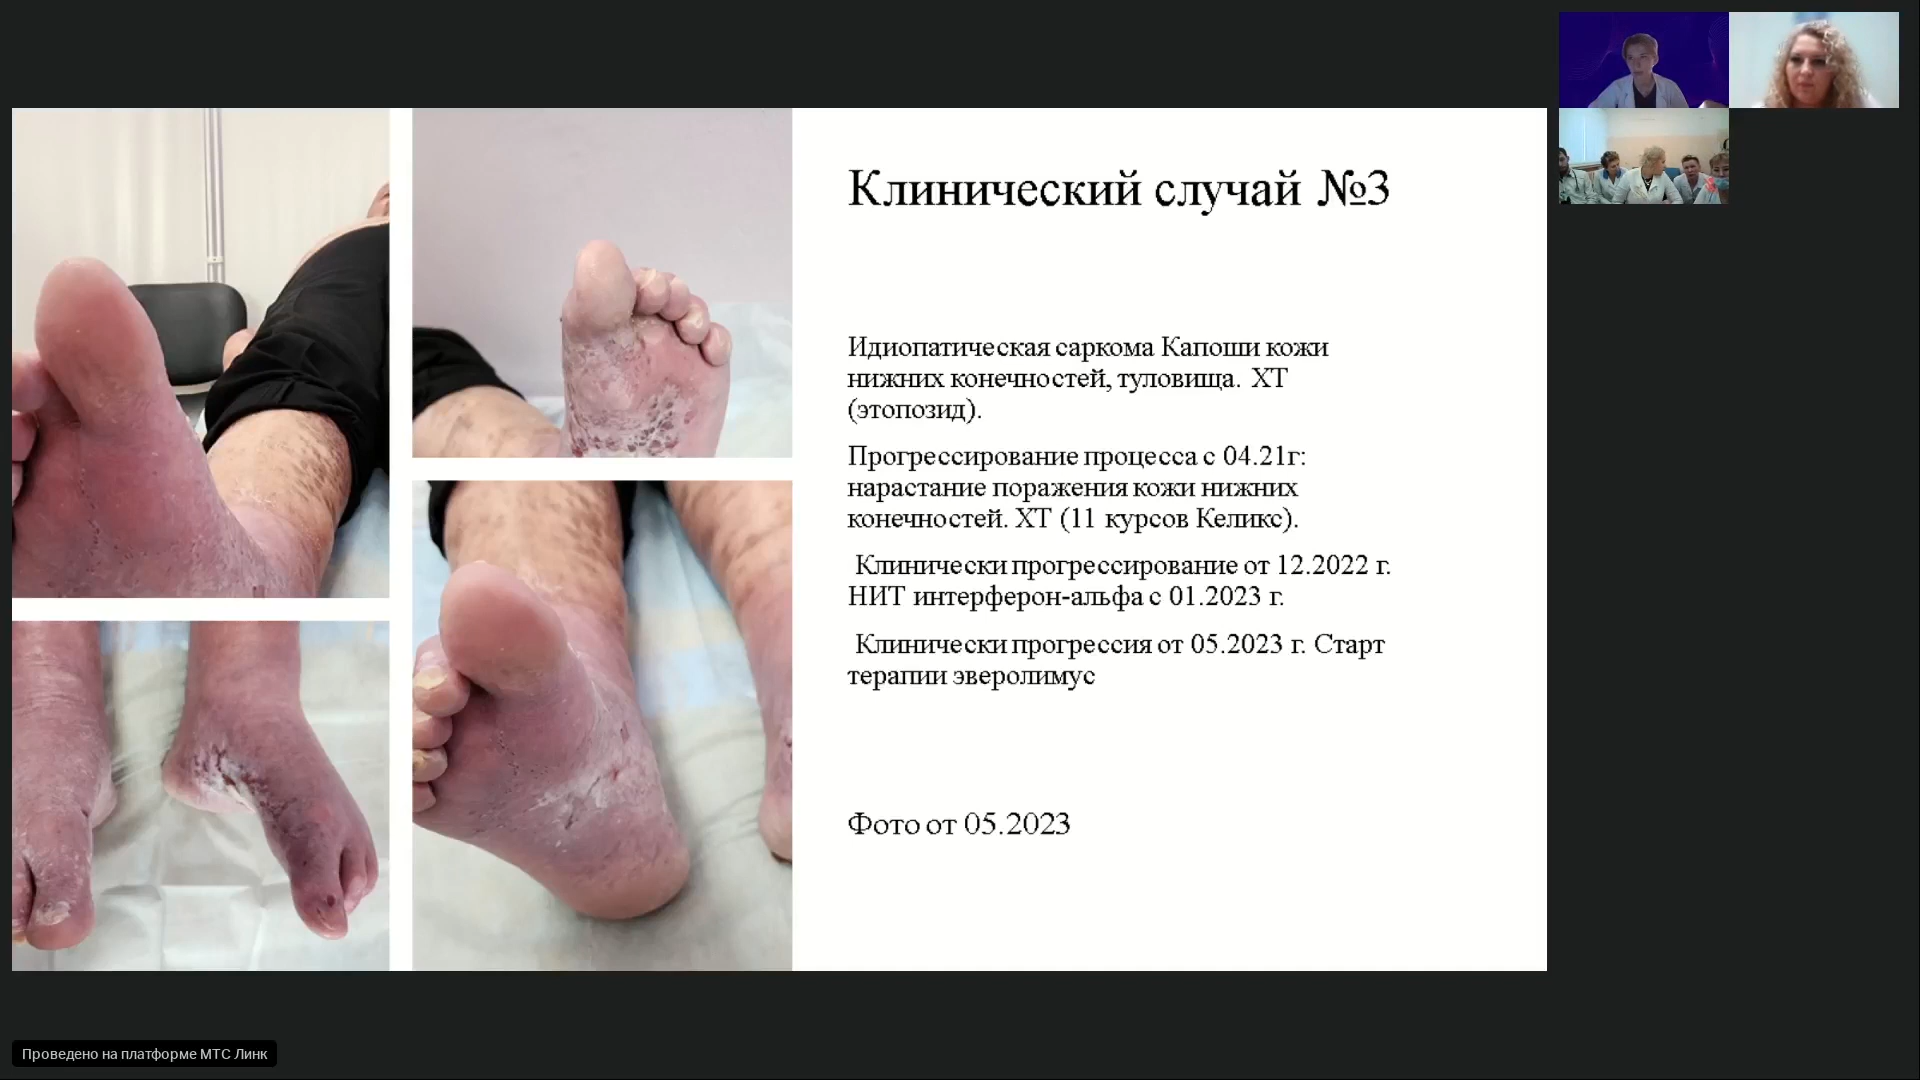 Клинический случай №3
Идиопатическая саркома Капоши кожи
нижних конечностей, туловища. ХТ
(этопозид).
Прогрессирование процесса с 04.21г:
нарастание поражения кожи нижних
конечностей. ХТ (11 курсов Келикс).
Клинически прогрессирование от 12.2022 г.
НИТ интерферон-альфа с 01.2023 г.
Клинически прогрессия от 05.2023 г. Старт
терапии эверолимус
Фото от 05.2023
Проведено на платформе МТС Линк